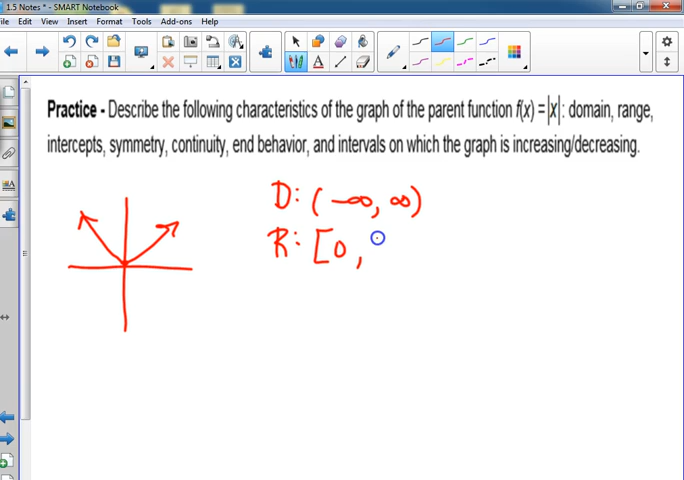 1.5 Notes * - SMART Notebook
File Edit View Insert Format Tools Add-ons Help
Practice - Describe the following characteristics of the graph of the parent function f(x) = |x|: domain, range,
intercepts, symmetry, continuity, end behavior, and intervals on which the graph is increasing/decreasing.
D: (-∞, ∞)
R: [0,